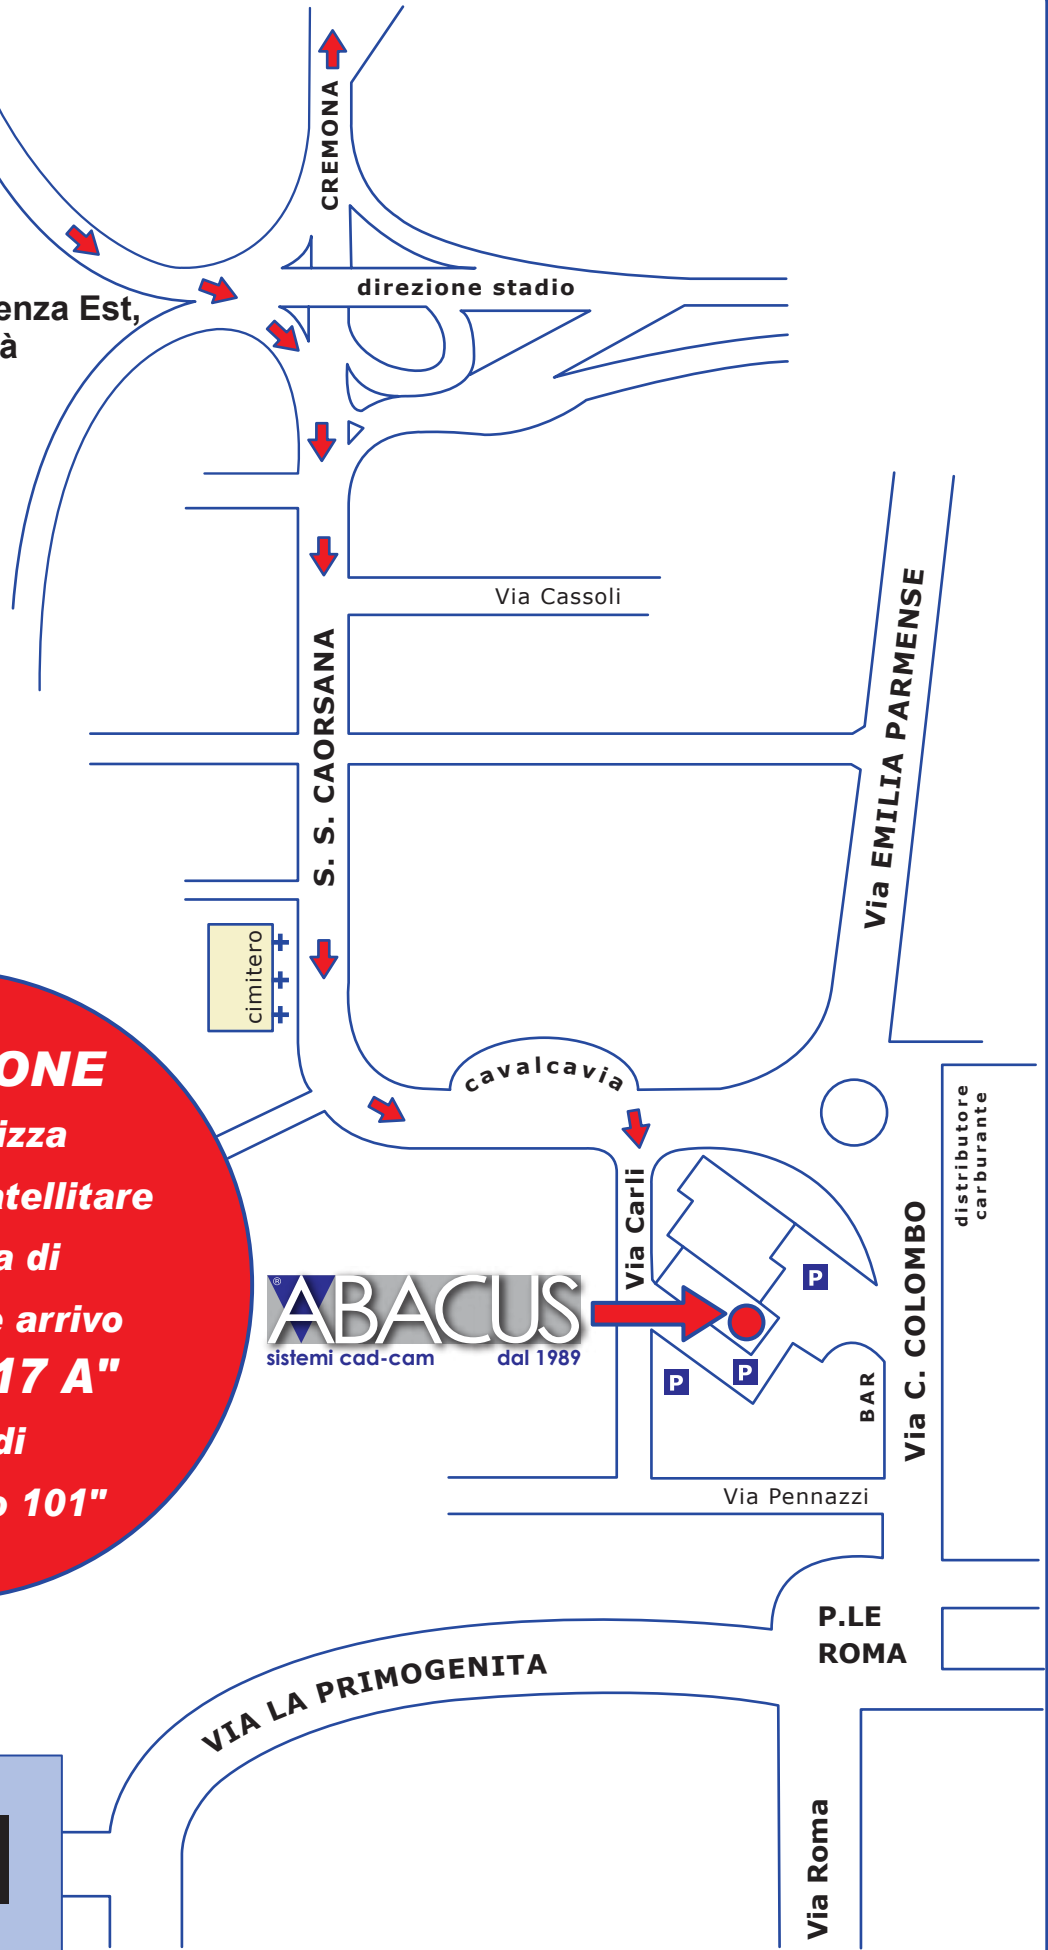 CREMONA
direzione stadio
enza Est,
à
Via Cassoli
S. S. CAORSANA
Via EMILIA PARMENSE
cimitero
cavalcavia
distributore
carburante
ONE
izza
atellitare
a di
e arrivo
17 A"
di
o 101"
Via Carli
P
Via C. COLOMBO
® ABACUS
sistemi cad-cam dal 1989
P
P
BAR
Via Pennazzi
P.LE
ROMA
VIA LA PRIMOGENITA
Via Roma